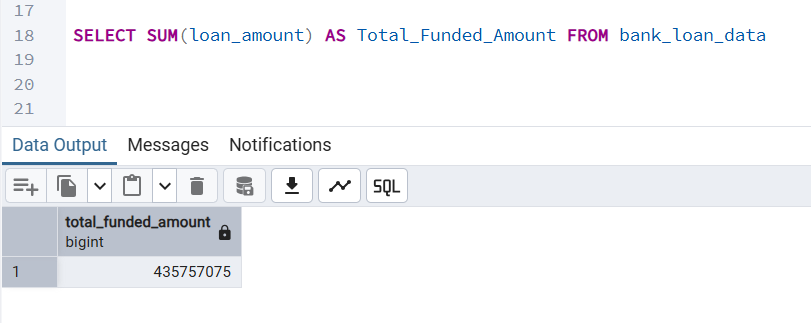 17
18 SELECT SUM(loan_amount) AS Total_Funded_Amount FROM bank_loan_data
19
20
21
Data Output Messages Notifications
SQL
total_funded_amount
bigint
1 435757075